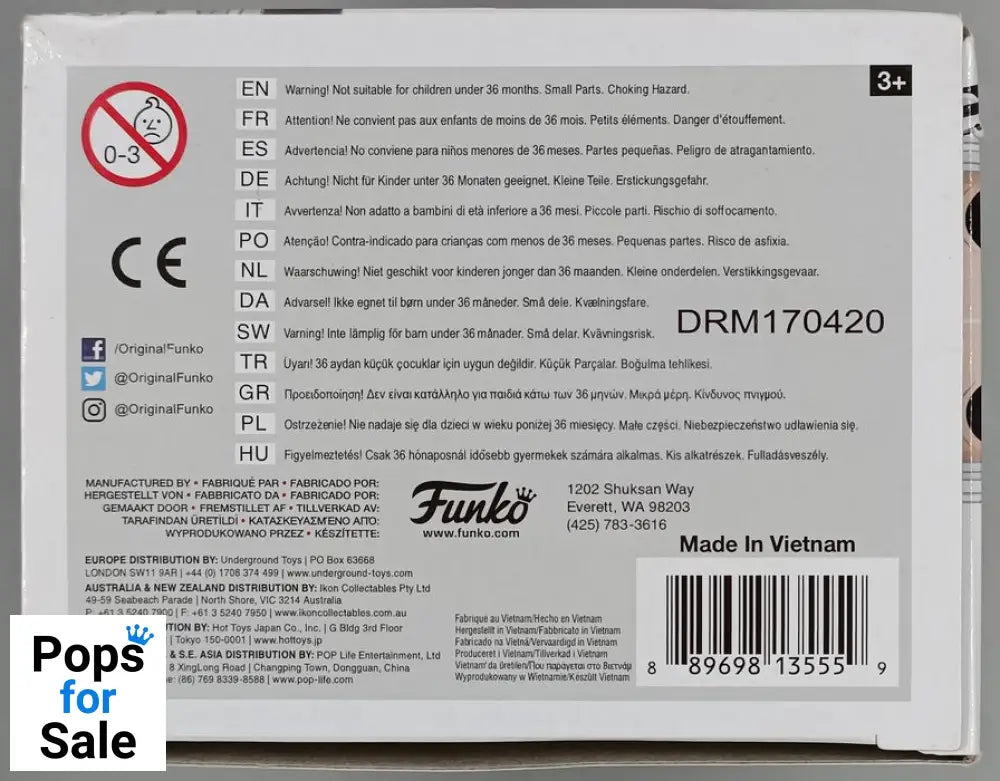 3+
0-3
EN Warning! Not suitable for children under 36 months. Small Parts. Choking Hazard.
FR Attention! Ne convient pas aux enfants de moins de 36 mois. Petits éléments. Danger d'étouffement.
ES Advertencia! No conviene para niños menores de 36 meses. Partes pequeñas. Peligro de atragantamiento.
DE Achtung! Nicht für Kinder unter 36 Monaten geeignet. Kleine Teile. Erstickungsgefahr.
IT Avvertenza! Non adatto a bambini di età inferiore a 36 mesi. Piccole parti. Rischio di soffocamento.
PO Atenção! Contra-indicado para crianças com menos de 36 meses. Pequenas partes. Risco de asfixia.
NL Waarschuwing! Niet geschikt voor kinderen jonger dan 36 maanden. Kleine onderdelen. Verstikkingsgevaar.
DA Advarsel! Ikke egnet til børn under 36 måneder. Små dele. Kvælningsfare.
SW Varning! Inte lämplig för barn under 36 månader. Små delar. Kvävningsrisk.
TR Uyarı! 36 aydan küçük çocuklar için uygun değildir. Küçük Parçalar. Boğulma tehlikesi.
GR Προειδοποίηση! Δεν είναι κατάλληλο για παιδιά κάτω των 36 μηνών. Μικρά μέρη. Κίνδυνος πνιγμού.
PL Ostrzeżenie! Nie nadaje się dla dzieci w wieku poniżej 36 miesięcy. Małe części. Niebezpieczeństwo udławienia się.
HU Figyelmeztetés! Csak 36 hónaposnál idősebb gyermekek számára alkalmas. Kis alkatrészek. Fulladásveszély.
CE
DRM170420
/OriginalFunko
@OriginalFunko
@OriginalFunko
MANUFACTURED BY • FABRIQUÉ PAR • FABRICADO POR:
HERGESTELLT VON • FABBRICATO DA • FABRICADO POR:
GEMAAKT DOOR • FREMSTILLET AF • TILLVERKAD AV:
TARAFINDAN ÜRETİLDİ • ΚΑΤΑΣΚΕΥΑΣΜΕΝΟ ΑΠΟ:
WYPRODUKOWANO PRZEZ • KÉSZÍTETTE:
Funko
www.funko.com
1202 Shuksan Way
Everett, WA 98203
(425) 783-3616
Made In Vietnam
EUROPE DISTRIBUTION BY: Underground Toys | PO Box 63668
LONDON SW11 9AR | +44 (0) 1708 374 499 | www.underground-toys.com
AUSTRALIA & NEW ZEALAND DISTRIBUTION BY: Ikon Collectables Pty Ltd
49-59 Seabeach Parade | North Shore, VIC 3214 Australia
P: +61 3 5240 7900 | F: +61 3 5240 7950 | www.ikoncollectables.com.au
TION BY: Hot Toys Japan Co., Inc. | G Bldg 3rd Floor
| Tokyo 150-0001 | www.hottoys.jp
& S.E. ASIA DISTRIBUTION BY: POP Life Entertainment, Ltd
8 XingLong Road | Changping Town, Dongguan, China
e: (86) 769 8339-8588 | www.pop-life.com
Fabriqué au Vietnam/Hecho en Vietnam
Hergestellt in Vietnam/Fabbricato in Vietnam
Fabricado na Vietnã/Vervaardigd in Vietnam
Produceret i Vietnam/Tillverkad i Vietnam
Vietnam'da üretilen/Που παράγεται στο Βιετνάμ
Wyprodukowany w Wietnamie/Készült Vietnam
8 89698 13555 9
Pops
for
Sale